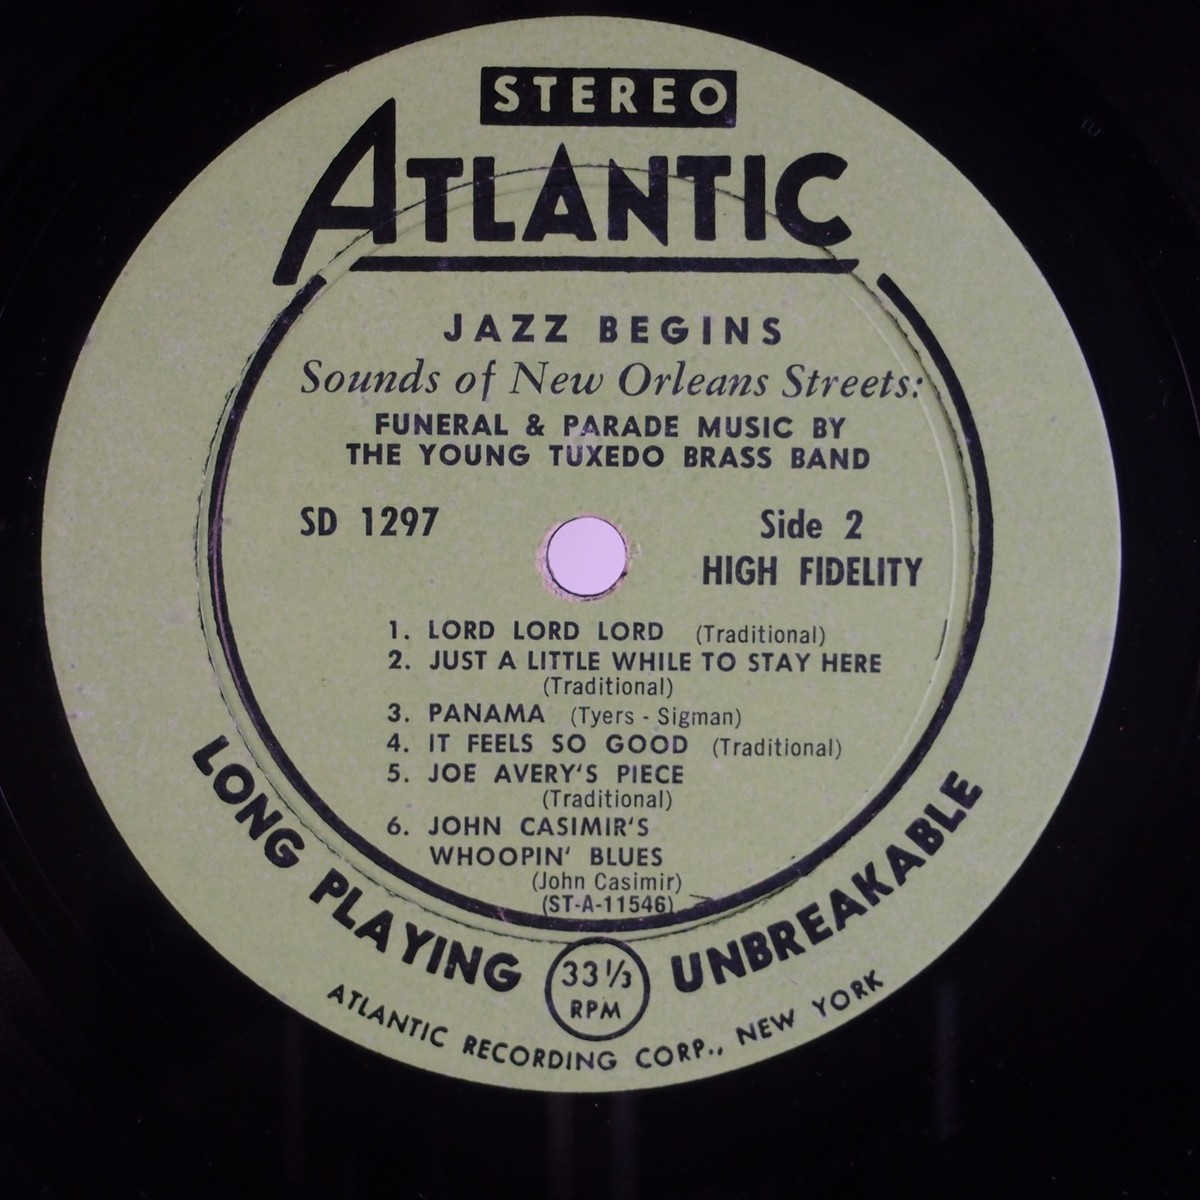 STEREO
ATLANTIC
JAZZ BEGINS
Sounds of New Orleans Streets:
FUNERAL & PARADE MUSIC BY
THE YOUNG TUXEDO BRASS BAND
SD 1297
Side 2
HIGH FIDELITY
1. LORD LORD LORD (Traditional)
2. JUST A LITTLE WHILE TO STAY HERE
(Traditional)
3. PANAMA (Tyers - Sigman)
4. IT FEELS SO GOOD (Traditional)
5. JOE AVERY'S PIECE
(Traditional)
6. JOHN CASIMIR'S
WHOOPIN' BLUES
(John Casimir)
(ST-A-11546)
LONG PLAYING
33 1/3
RPM
UNBREAKABLE
ATLANTIC RECORDING CORP., NEW YORK